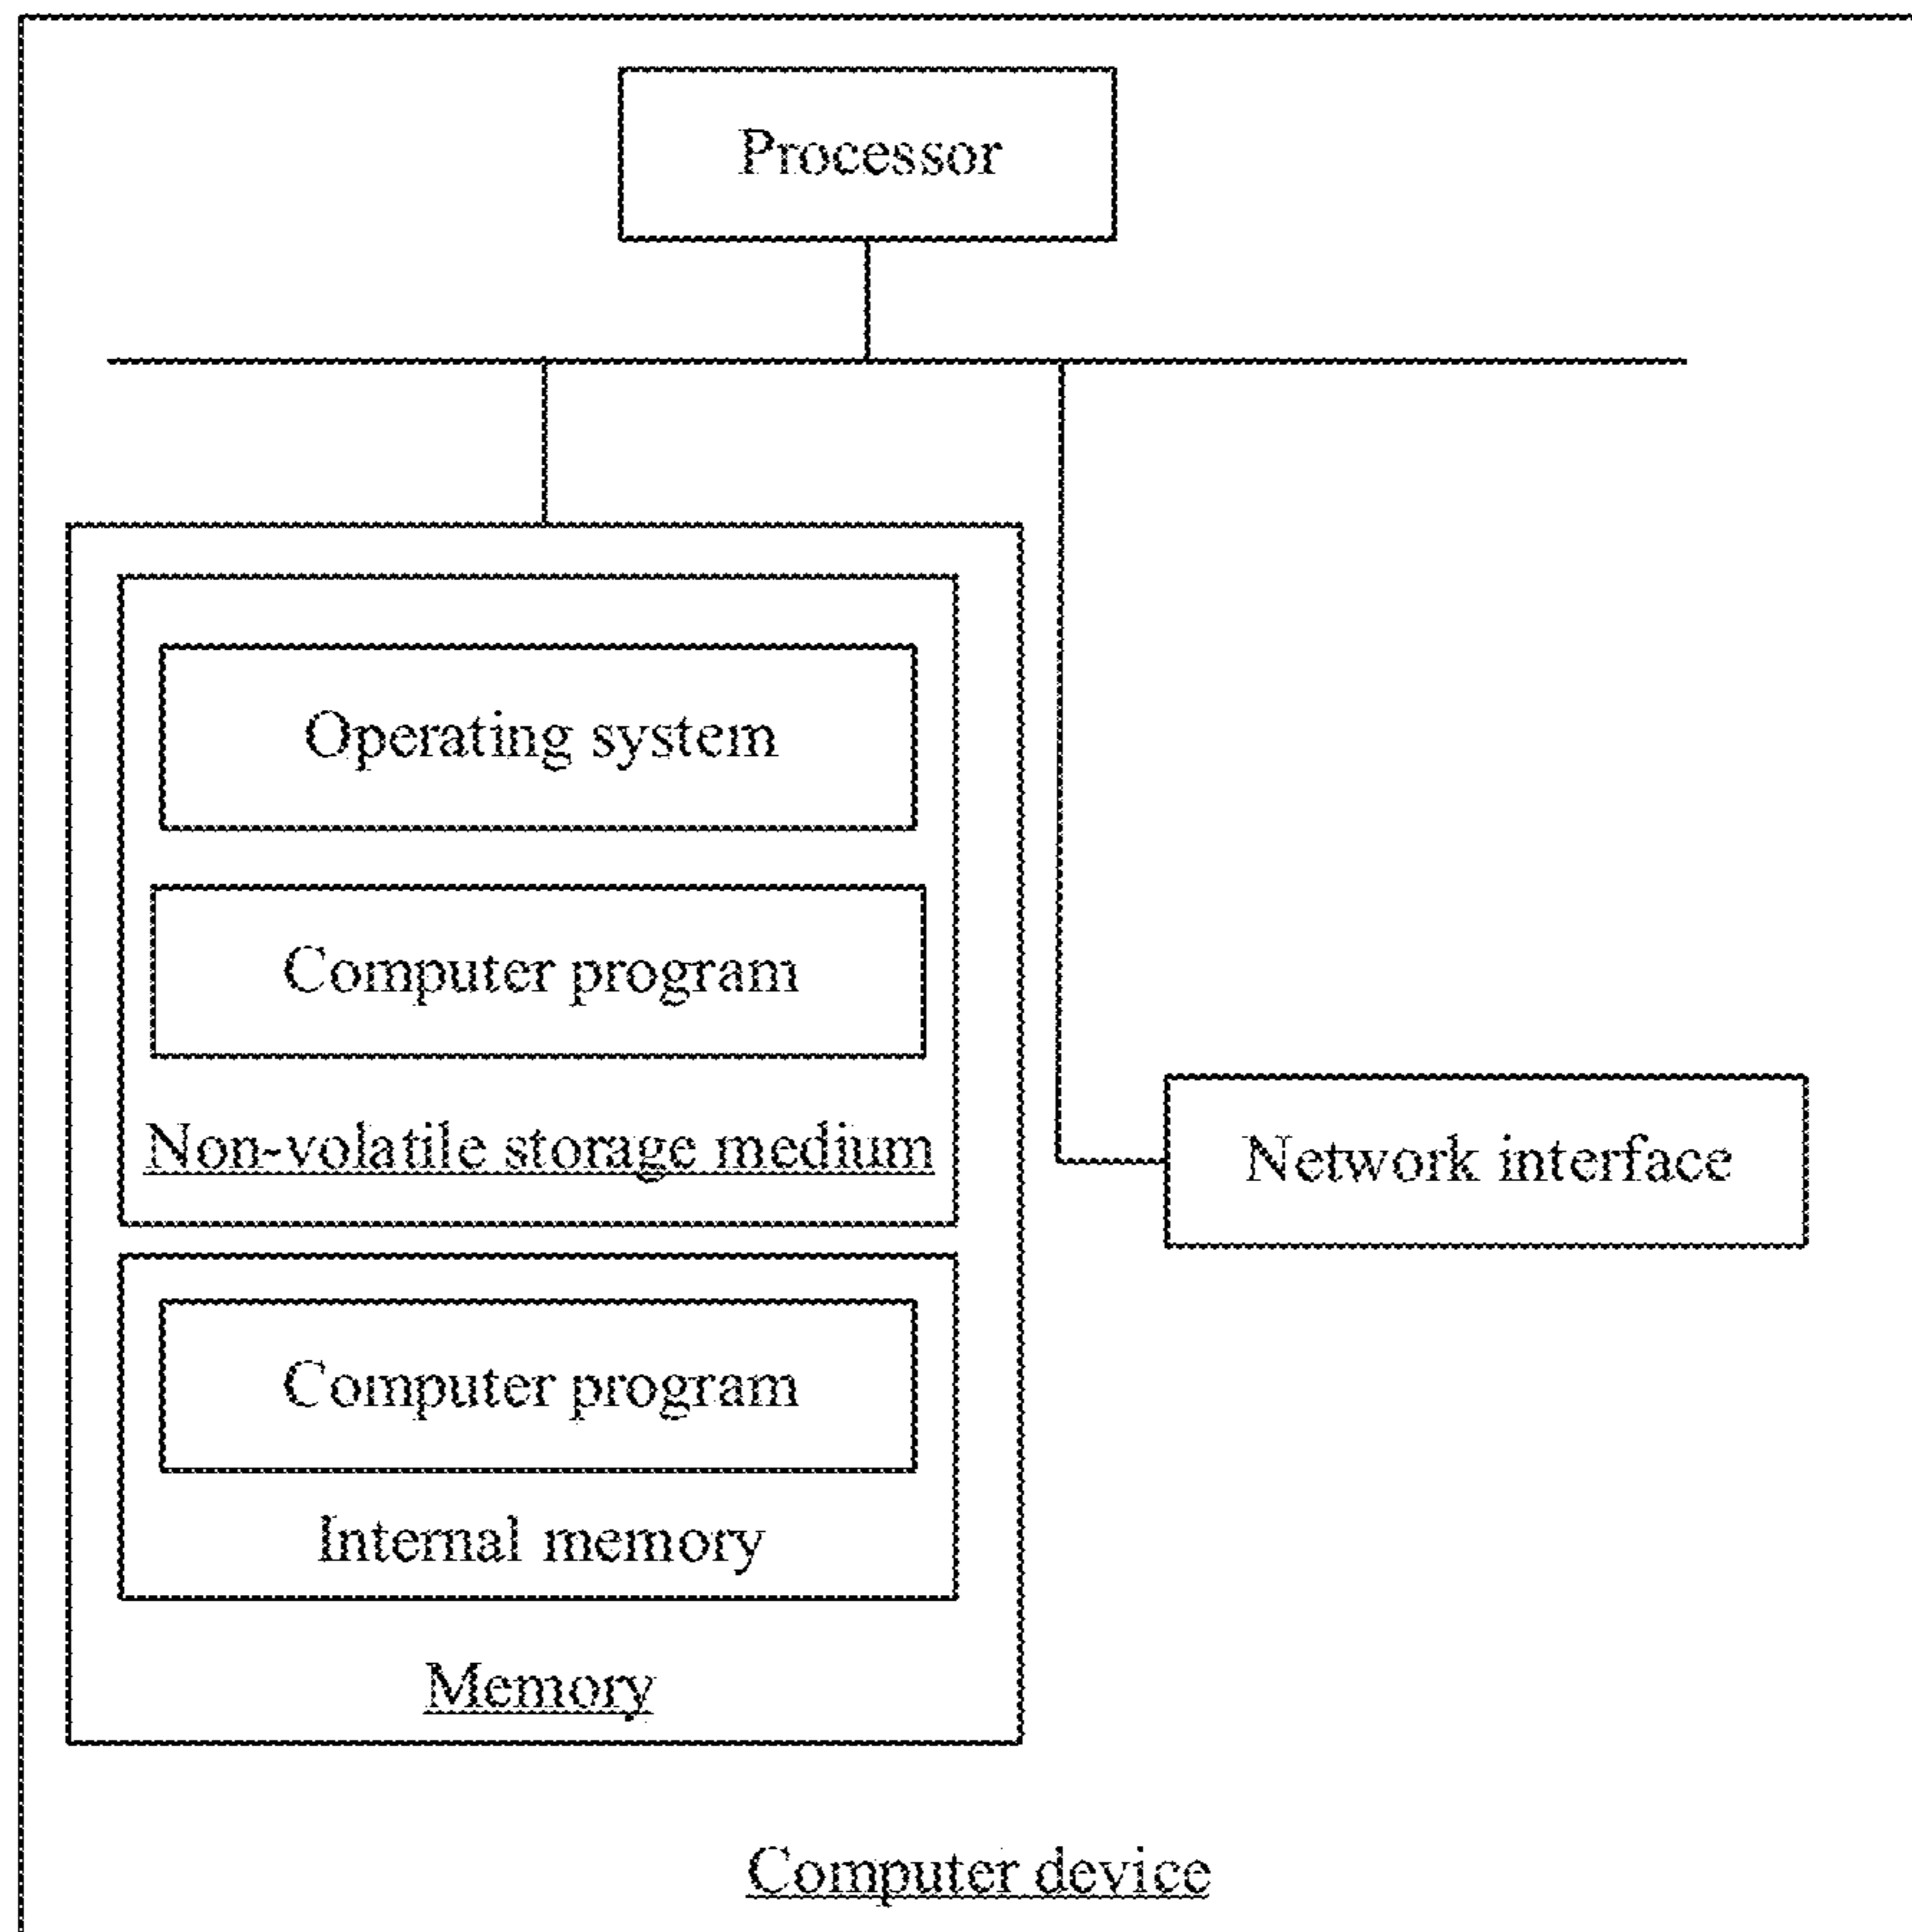 Processor
Operating system
Computer program
Non-volatile storage medium
Network interface
Computer program
Internal memory
Memory
Computer device